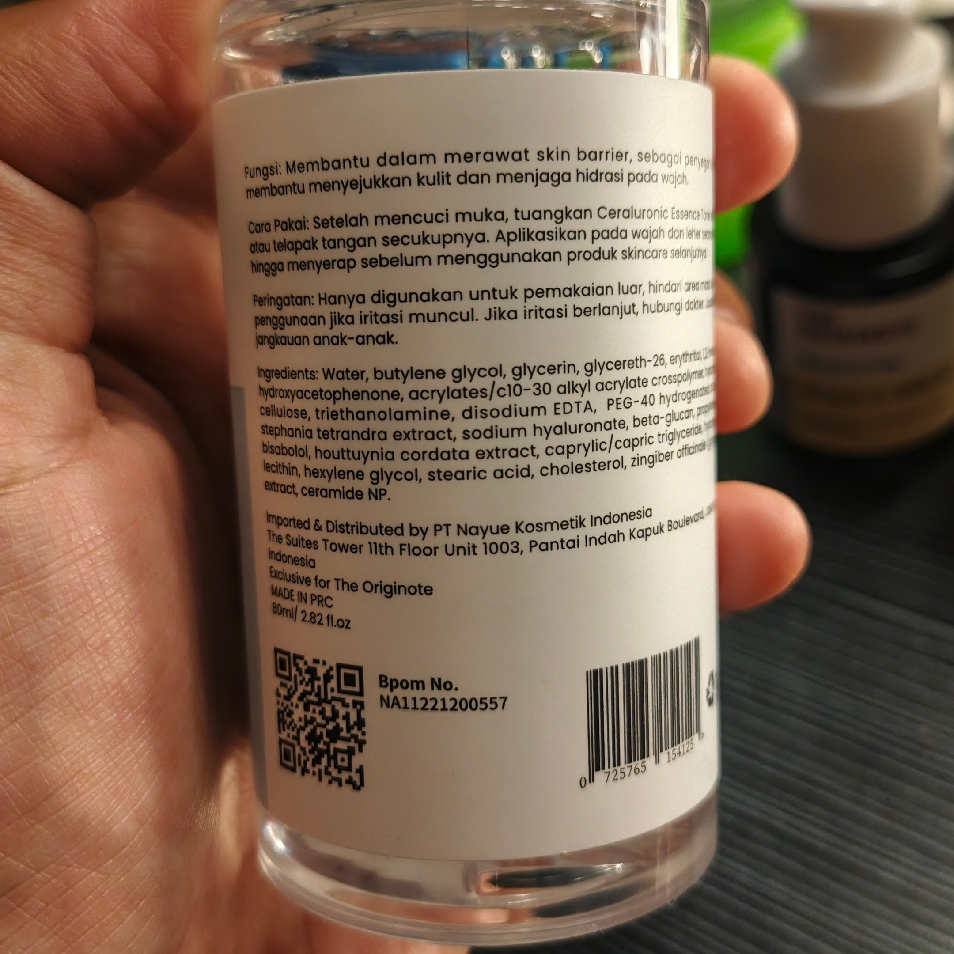 Fungsi: Membantu dalam merawat skin barrier, sebagai
membantu menyejukkan kulit dan menjaga hidrasi pada wajah.
Cara Pakai: Setelah mencuci muka, tuangkan Ceraluronic Essence Toner
atau telapak tangan secukupnya. Aplikasikan pada wajah dan leher
hingga menyerap sebelum menggunakan produk skincare selanjutnya.
Peringatan: Hanya digunakan untuk pemakaian luar, hindari area mata
penggunaan jika iritasi muncul. Jika iritasi berlanjut, hubungi dokter.
jangkauan anak-anak.
Ingredients: Water, butylene glycol, glycerin, glycereth-26, erythritol,
hydroxyacetophenone, acrylates/c10-30 alkyl acrylate crosspolymer,
cellulose, triethanolamine, disodium EDTA, PEG-40 hydrogenated
stephania tetrandra extract, sodium hyaluronate, beta-glucan,
bisabolol, houttuynia cordata extract, caprylic/capric triglyceride,
lecithin, hexylene glycol, stearic acid, cholesterol, zingiber officinale
extract, ceramide NP.
Imported & Distributed by PT Nayue Kosmetik Indonesia
The Suites Tower 11th Floor Unit 1003, Pantai Indah Kapuk Boulevard,
Indonesia
Exclusive for The Originote
MADE IN PRC
80ml/ 2.82 fl.oz
Bpom No.
NA11221200557
0 725765 154125